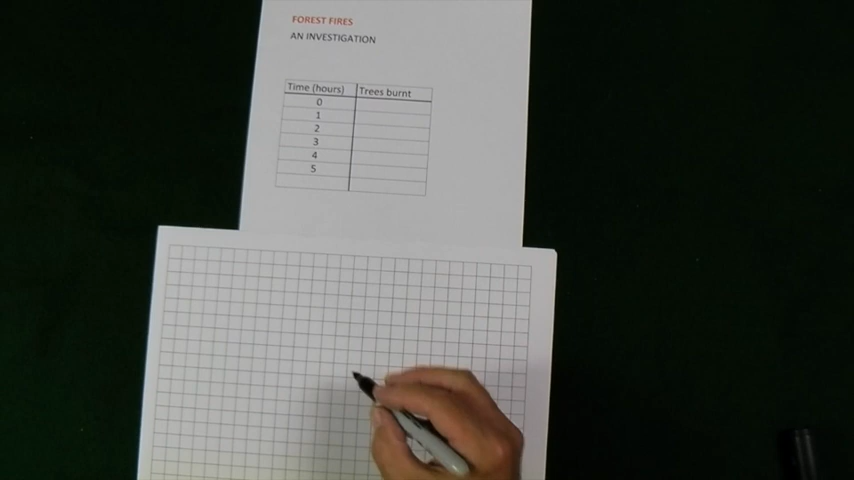 FOREST FIRES
AN INVESTIGATION
Time (hours) Trees burnt
0
1
2
3
4
5